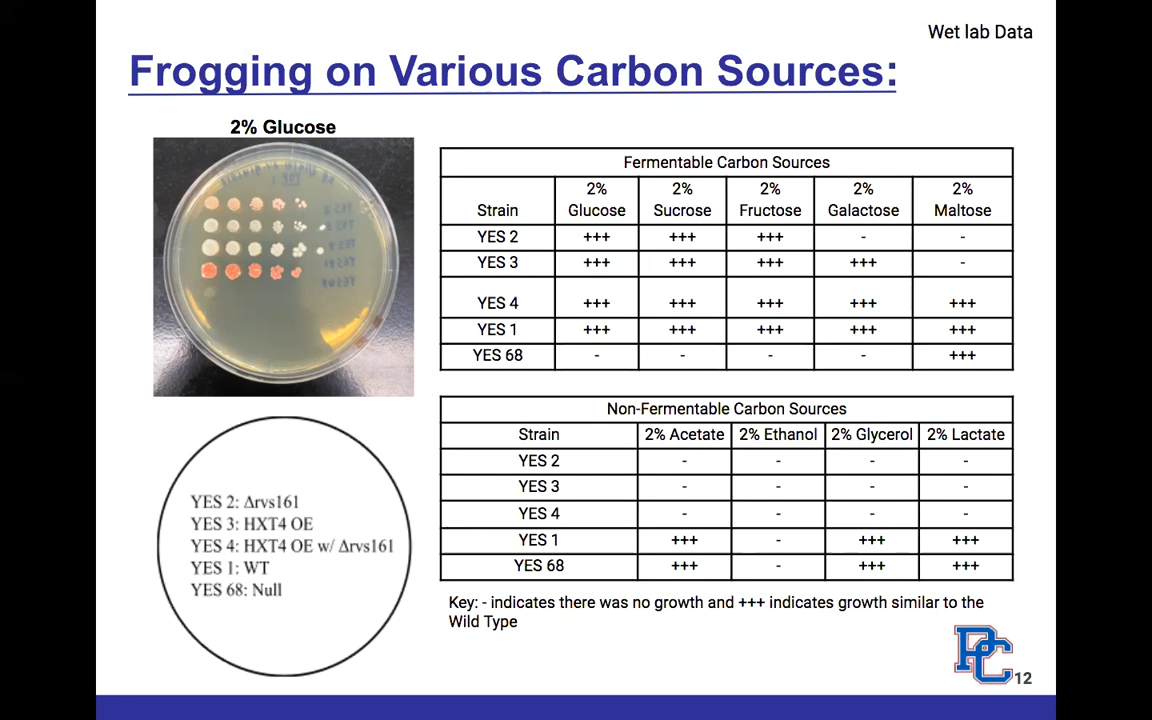 Wet lab Data
Frogging on Various Carbon Sources:
2% Glucose
Fermentable Carbon Sources
Strain 2% Glucose 2% Sucrose 2% Fructose 2% Galactose 2% Maltose
YES 2 +++ +++ +++ - -
YES 3 +++ +++ +++ +++ -
YES 4 +++ +++ +++ +++ +++
YES 1 +++ +++ +++ +++ +++
YES 68 - - - - +++
Non-Fermentable Carbon Sources
Strain 2% Acetate 2% Ethanol 2% Glycerol 2% Lactate
YES 2 - - - -
YES 3 - - - -
YES 4 - - - -
YES 1 +++ - +++ +++
YES 68 +++ - +++ +++
YES 2: Δrvs161
YES 3: HXT4 OE
YES 4: HXT4 OE w/ Δrvs161
YES 1: WT
YES 68: Null
Key: - indicates there was no growth and +++ indicates growth similar to the
Wild Type
PC
12